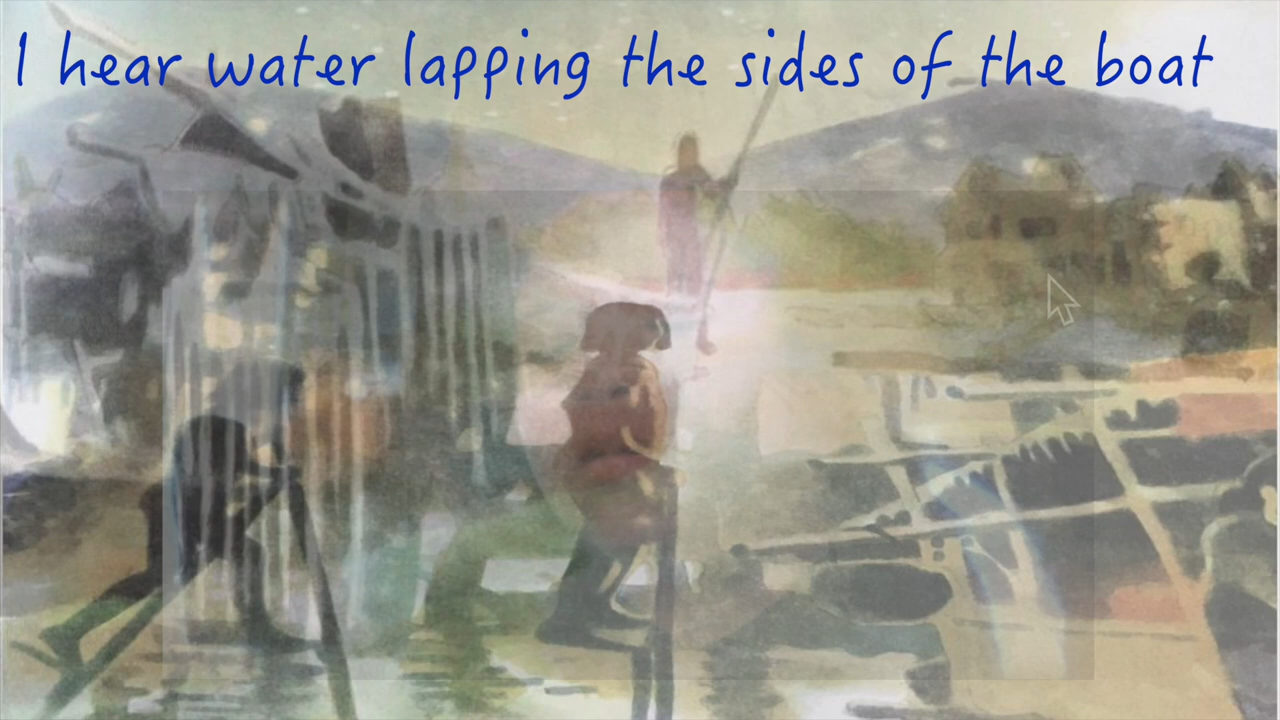 I hear water lapping the sides of the boat